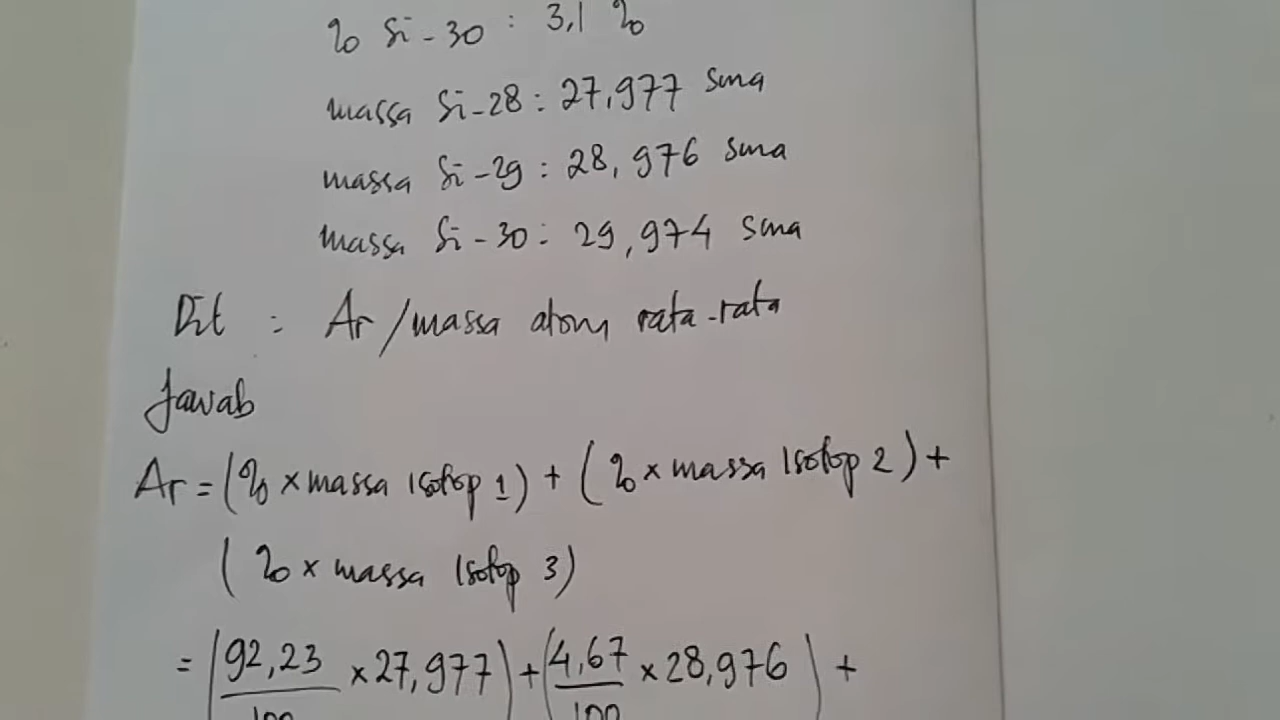 % Si-30 : 3,1 %
massa Si-28 : 27,977 sma
massa Si-29 : 28,976 sma
massa Si-30 : 29,974 sma
Dit : Ar/massa atom rata-rata
Jawab
Ar = (% x massa isotop 1) + (% x massa Isotop 2) +
(% x massa Isotop 3)
= (92,23/100 x 27,977) + (4,67/100 x 28,976) +